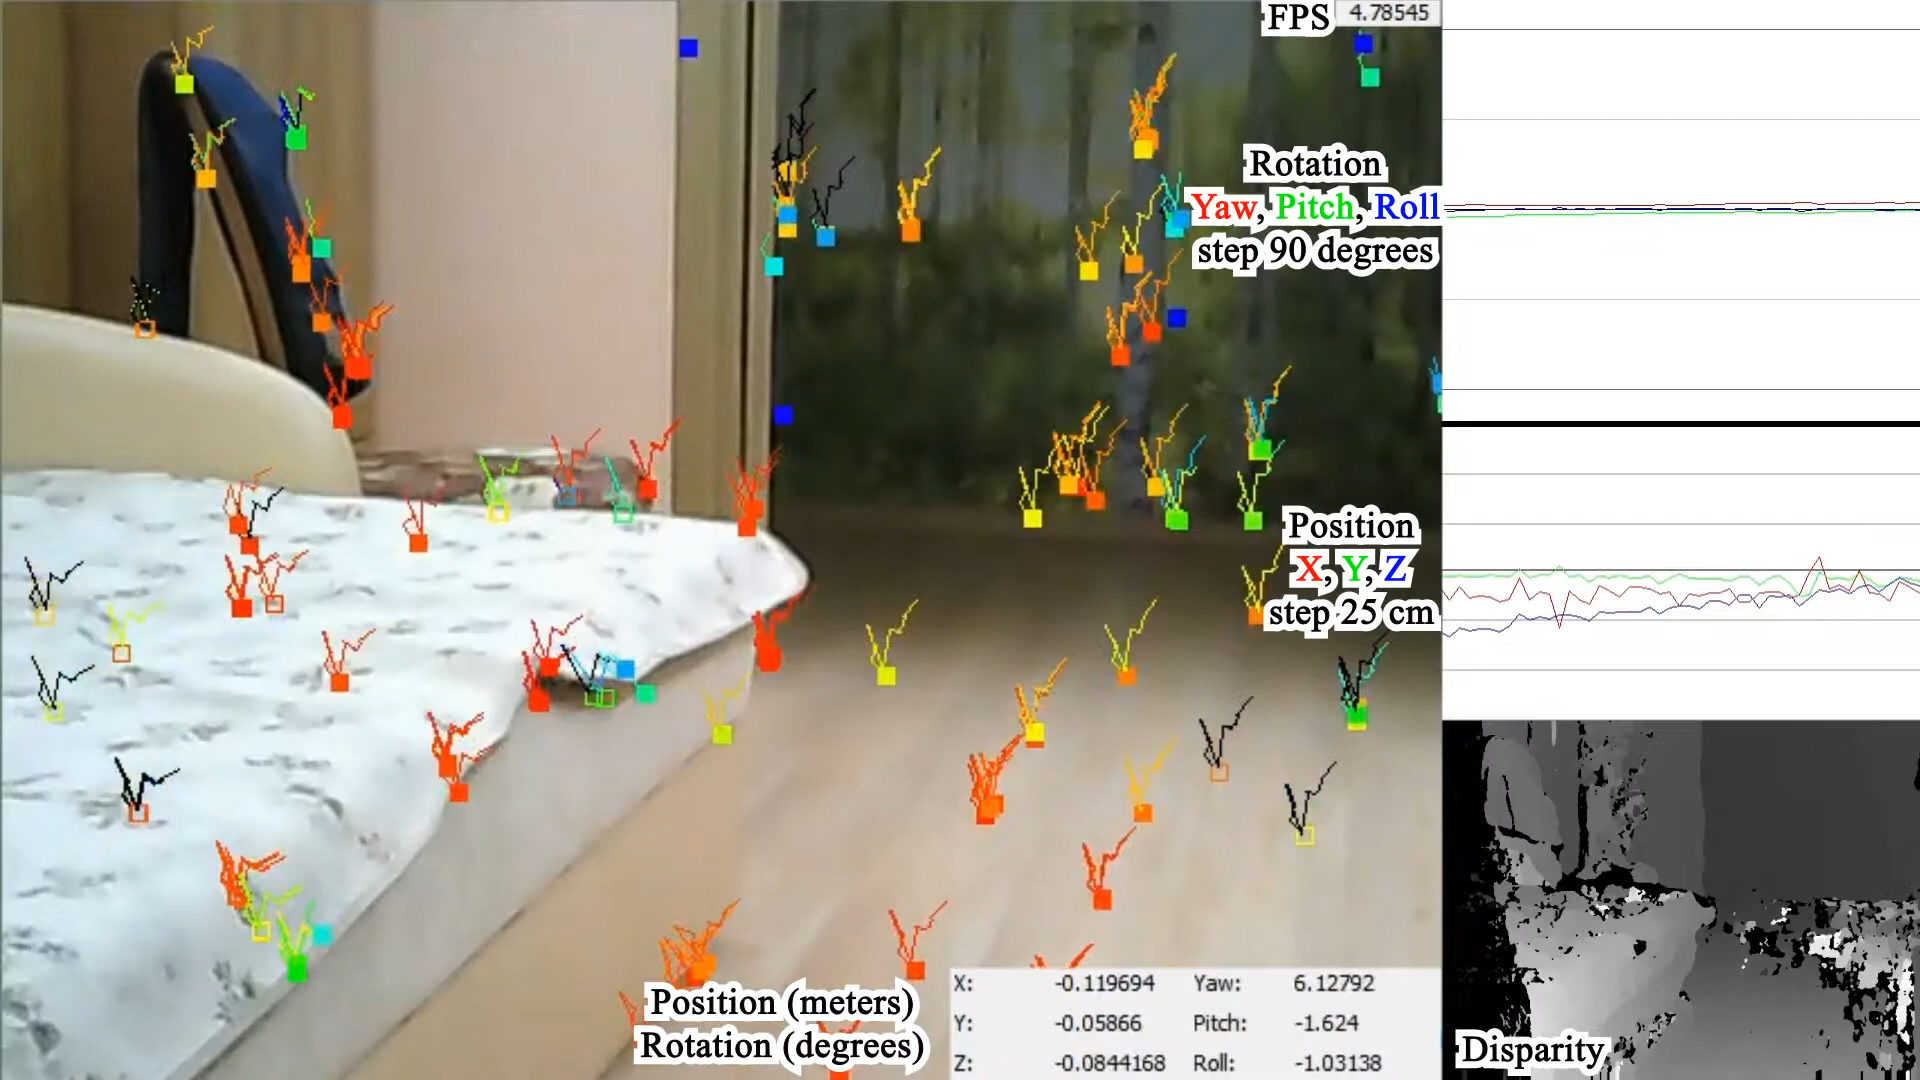 FPS 4.78545
Rotation
Yaw, Pitch, Roll
step 90 degrees
Position
X, Y, Z
step 25 cm
Position (meters)
Rotation (degrees)
X: -0.119694 Yaw: 6.12792
Y: -0.05866 Pitch: -1.624
Z: -0.0844168 Roll: -1.03138
Disparity